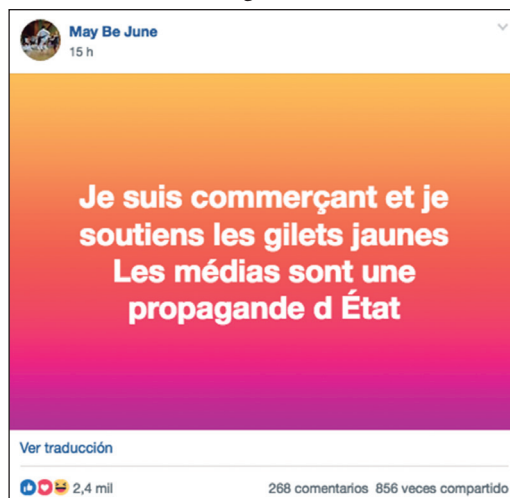 May Be June
15 h
Je suis commerçant et je
soutiens les gilets jaunes
Les médias sont une
propagande d État
Ver traducción
2,4 mil
268 comentarios 856 veces compartido